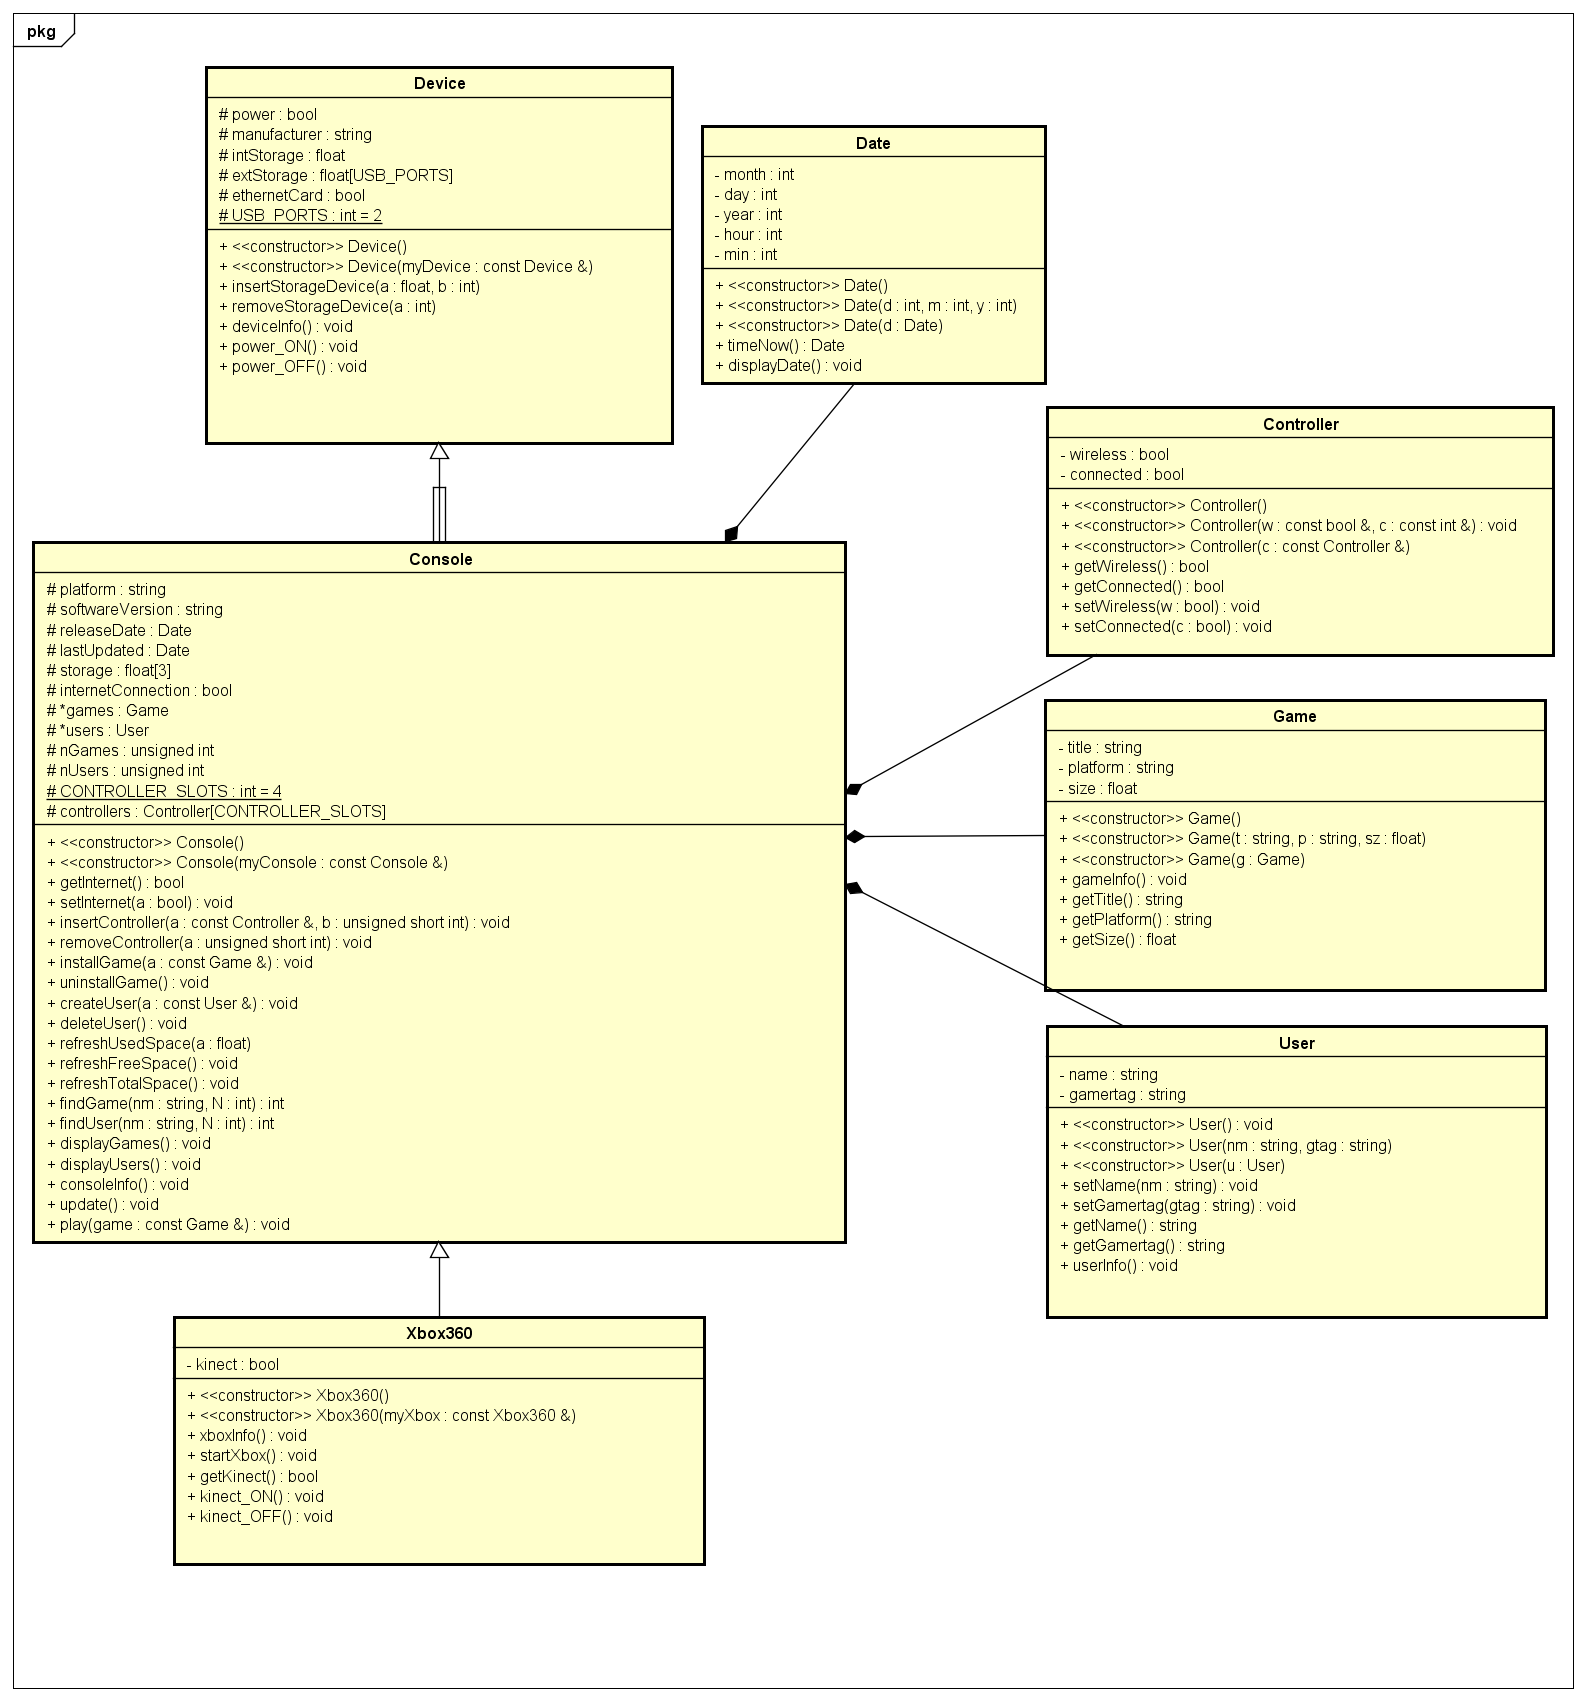 pkg
Device
# power : bool
# manufacturer : string
# intStorage : float
# extStorage : float[USB_PORTS]
# ethernetCard : bool
# USB_PORTS : int = 2
+ <<constructor>> Device()
+ <<constructor>> Device(myDevice : const Device &)
+ insertStorageDevice(a : float, b : int)
+ removeStorageDevice(a : int)
+ deviceInfo() : void
+ power_ON() : void
+ power_OFF() : void
Date
- month : int
- day : int
- year : int
- hour : int
- min : int
+ <<constructor>> Date()
+ <<constructor>> Date(d : int, m : int, y : int)
+ <<constructor>> Date(d : Date)
+ timeNow() : Date
+ displayDate() : void
Controller
- wireless : bool
- connected : bool
+ <<constructor>> Controller()
+ <<constructor>> Controller(w : const bool &, c : const int &) : void
+ <<constructor>> Controller(c : const Controller &)
+ getWireless() : bool
+ getConnected() : bool
+ setWireless(w : bool) : void
+ setConnected(c : bool) : void
Console
# platform : string
# softwareVersion : string
# releaseDate : Date
# lastUpdated : Date
# storage : float[3]
# internetConnection : bool
# *games : Game
# *users : User
# nGames : unsigned int
# nUsers : unsigned int
# CONTROLLER_SLOTS : int = 4
# controllers : Controller[CONTROLLER_SLOTS]
+ <<constructor>> Console()
+ <<constructor>> Console(myConsole : const Console &)
+ getInternet() : bool
+ setInternet(a : bool) : void
+ insertController(a : const Controller &, b : unsigned short int) : void
+ removeController(a : unsigned short int) : void
+ installGame(a : const Game &) : void
+ uninstallGame() : void
+ createUser(a : const User &) : void
+ deleteUser() : void
+ refreshUsedSpace(a : float)
+ refreshFreeSpace() : void
+ refreshTotalSpace() : void
+ findGame(nm : string, N : int) : int
+ findUser(nm : string, N : int) : int
+ displayGames() : void
+ displayUsers() : void
+ consoleInfo() : void
+ update() : void
+ play(game : const Game &) : void
Game
- title : string
- platform : string
- size : float
+ <<constructor>> Game()
+ <<constructor>> Game(t : string, p : string, sz : float)
+ <<constructor>> Game(g : Game)
+ gameInfo() : void
+ getTitle() : string
+ getPlatform() : string
+ getSize() : float
User
- name : string
- gamertag : string
+ <<constructor>> User() : void
+ <<constructor>> User(nm : string, gtag : string)
+ <<constructor>> User(u : User)
+ setName(nm : string) : void
+ setGamertag(gtag : string) : void
+ getName() : string
+ getGamertag() : string
+ userInfo() : void
Xbox360
- kinect : bool
+ <<constructor>> Xbox360()
+ <<constructor>> Xbox360(myXbox : const Xbox360 &)
+ xboxInfo() : void
+ startXbox() : void
+ getKinect() : bool
+ kinect_ON() : void
+ kinect_OFF() : void